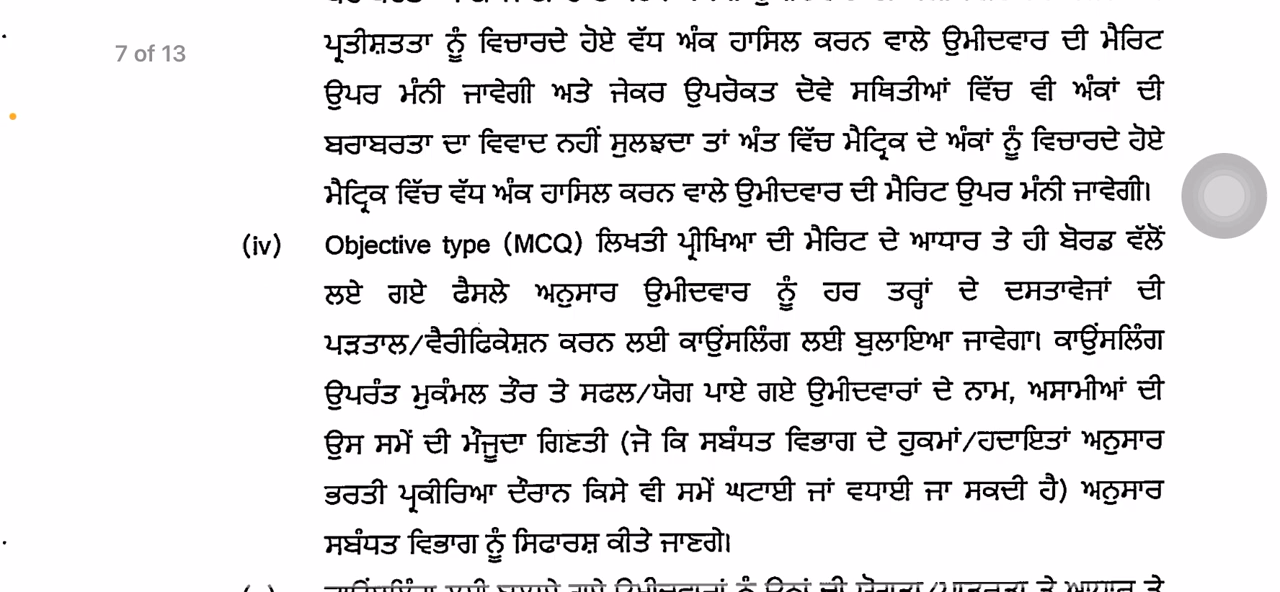 7 of 13
ਪ੍ਰਤੀਸ਼ਤਤਾ ਨੂੰ ਵਿਚਾਰਦੇ ਹੋਏ ਵੱਧ ਅੰਕ ਹਾਸਿਲ ਕਰਨ ਵਾਲੇ ਉਮੀਦਵਾਰ ਦੀ ਮੈਰਿਟ
ਉਪਰ ਮੰਨੀ ਜਾਵੇਗੀ ਅਤੇ ਜੇਕਰ ਉਪਰੋਕਤ ਦੋਵੇ ਸਥਿਤੀਆਂ ਵਿੱਚ ਵੀ ਅੰਕਾਂ ਦੀ
ਬਰਾਬਰਤਾ ਦਾ ਵਿਵਾਦ ਨਹੀਂ ਸੁਲਝਦਾ ਤਾਂ ਅੰਤ ਵਿੱਚ ਮੈਟ੍ਰਿਕ ਦੇ ਅੰਕਾਂ ਨੂੰ ਵਿਚਾਰਦੇ ਹੋਏ
ਮੈਟ੍ਰਿਕ ਵਿੱਚ ਵੱਧ ਅੰਕ ਹਾਸਿਲ ਕਰਨ ਵਾਲੇ ਉਮੀਦਵਾਰ ਦੀ ਮੈਰਿਟ ਉਪਰ ਮੰਨੀ ਜਾਵੇਗੀ।
(iv) Objective type (MCQ) ਲਿਖਤੀ ਪ੍ਰੀਖਿਆ ਦੀ ਮੈਰਿਟ ਦੇ ਆਧਾਰ ਤੇ ਹੀ ਬੋਰਡ ਵੱਲੋਂ
ਲਏ ਗਏ ਫੈਸਲੇ ਅਨੁਸਾਰ ਉਮੀਦਵਾਰ ਨੂੰ ਹਰ ਤਰ੍ਹਾਂ ਦੇ ਦਸਤਾਵੇਜਾਂ ਦੀ
ਪੜਤਾਲ/ਵੈਰੀਫਿਕੇਸ਼ਨ ਕਰਨ ਲਈ ਕਾਉਂਸਲਿੰਗ ਲਈ ਬੁਲਾਇਆ ਜਾਵੇਗਾ। ਕਾਉਂਸਲਿੰਗ
ਉਪਰੰਤ ਮੁਕੰਮਲ ਤੌਰ ਤੇ ਸਫਲ/ਯੋਗ ਪਾਏ ਗਏ ਉਮੀਦਵਾਰਾਂ ਦੇ ਨਾਮ, ਅਸਾਮੀਆਂ ਦੀ
ਉਸ ਸਮੇਂ ਦੀ ਮੌਜੂਦਾ ਗਿਣਤੀ (ਜੋ ਕਿ ਸਬੰਧਤ ਵਿਭਾਗ ਦੇ ਹੁਕਮਾਂ/ਹਦਾਇਤਾਂ ਅਨੁਸਾਰ
ਭਰਤੀ ਪ੍ਰਕੀਰਿਆ ਦੌਰਾਨ ਕਿਸੇ ਵੀ ਸਮੇਂ ਘਟਾਈ ਜਾਂ ਵਧਾਈ ਜਾ ਸਕਦੀ ਹੈ) ਅਨੁਸਾਰ
ਸਬੰਧਤ ਵਿਭਾਗ ਨੂੰ ਸਿਫਾਰਸ਼ ਕੀਤੇ ਜਾਣਗੇ।